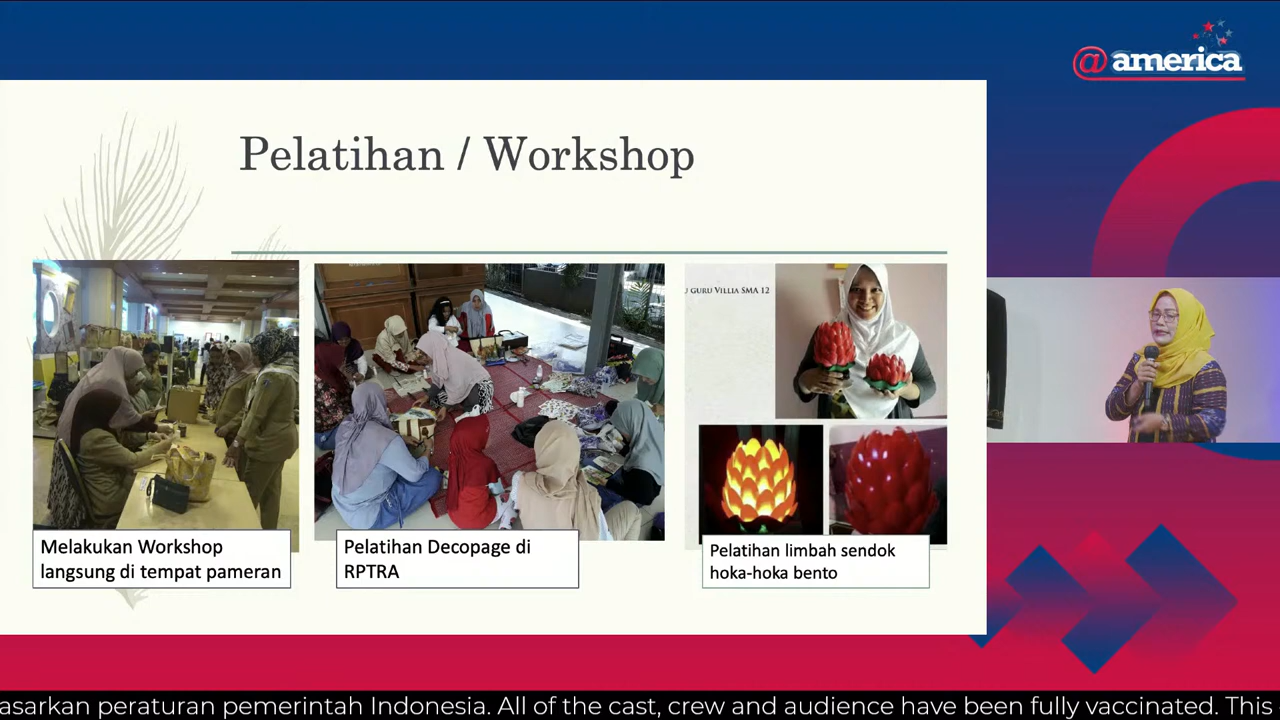 @america
Pelatihan / Workshop
U GURU VILLIA SMA 12
Melakukan Workshop
langsung di tempat pameran
Pelatihan Decopage di
RPTRA
Pelatihan limbah sendok
hoka-hoka bento
asarkan peraturan pemerintah Indonesia. All of the cast, crew and audience have been fully vaccinated. This